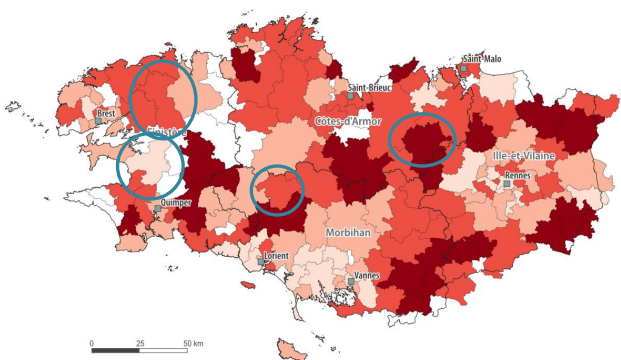 Saint-Malo
Saint-Brieuc
Brest
Côtes-d'Armor
Finistère
Ille-et-Vilaine
Rennes
Quimper
Morbihan
Lorient
Vannes
0 25 50 km